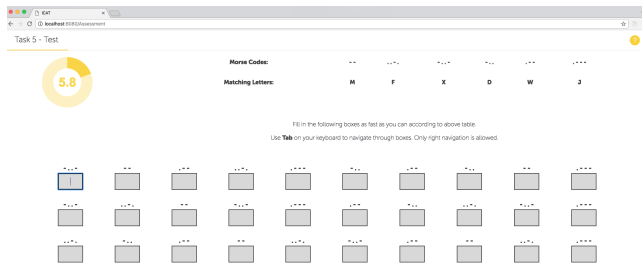 ICAT
localhost:8080/Assessment
Task 5 - Test
?
5.8
Morse Codes: -- ..-. -..- -.. .-- .---
Matching Letters: M F X D W J
Fill in the following boxes as fast as you can according to above table.
Use Tab on your keyboard to navigate through boxes. Only right navigation is allowed.
-..- -- .-- ..-. .--- -.. .-- -.. -- .---
-..- ..-. -- -..- .--- .-- -.. ..-. -..- .---
..-. -.. .-- -- ..-. -..- .-- -- ..-. .---